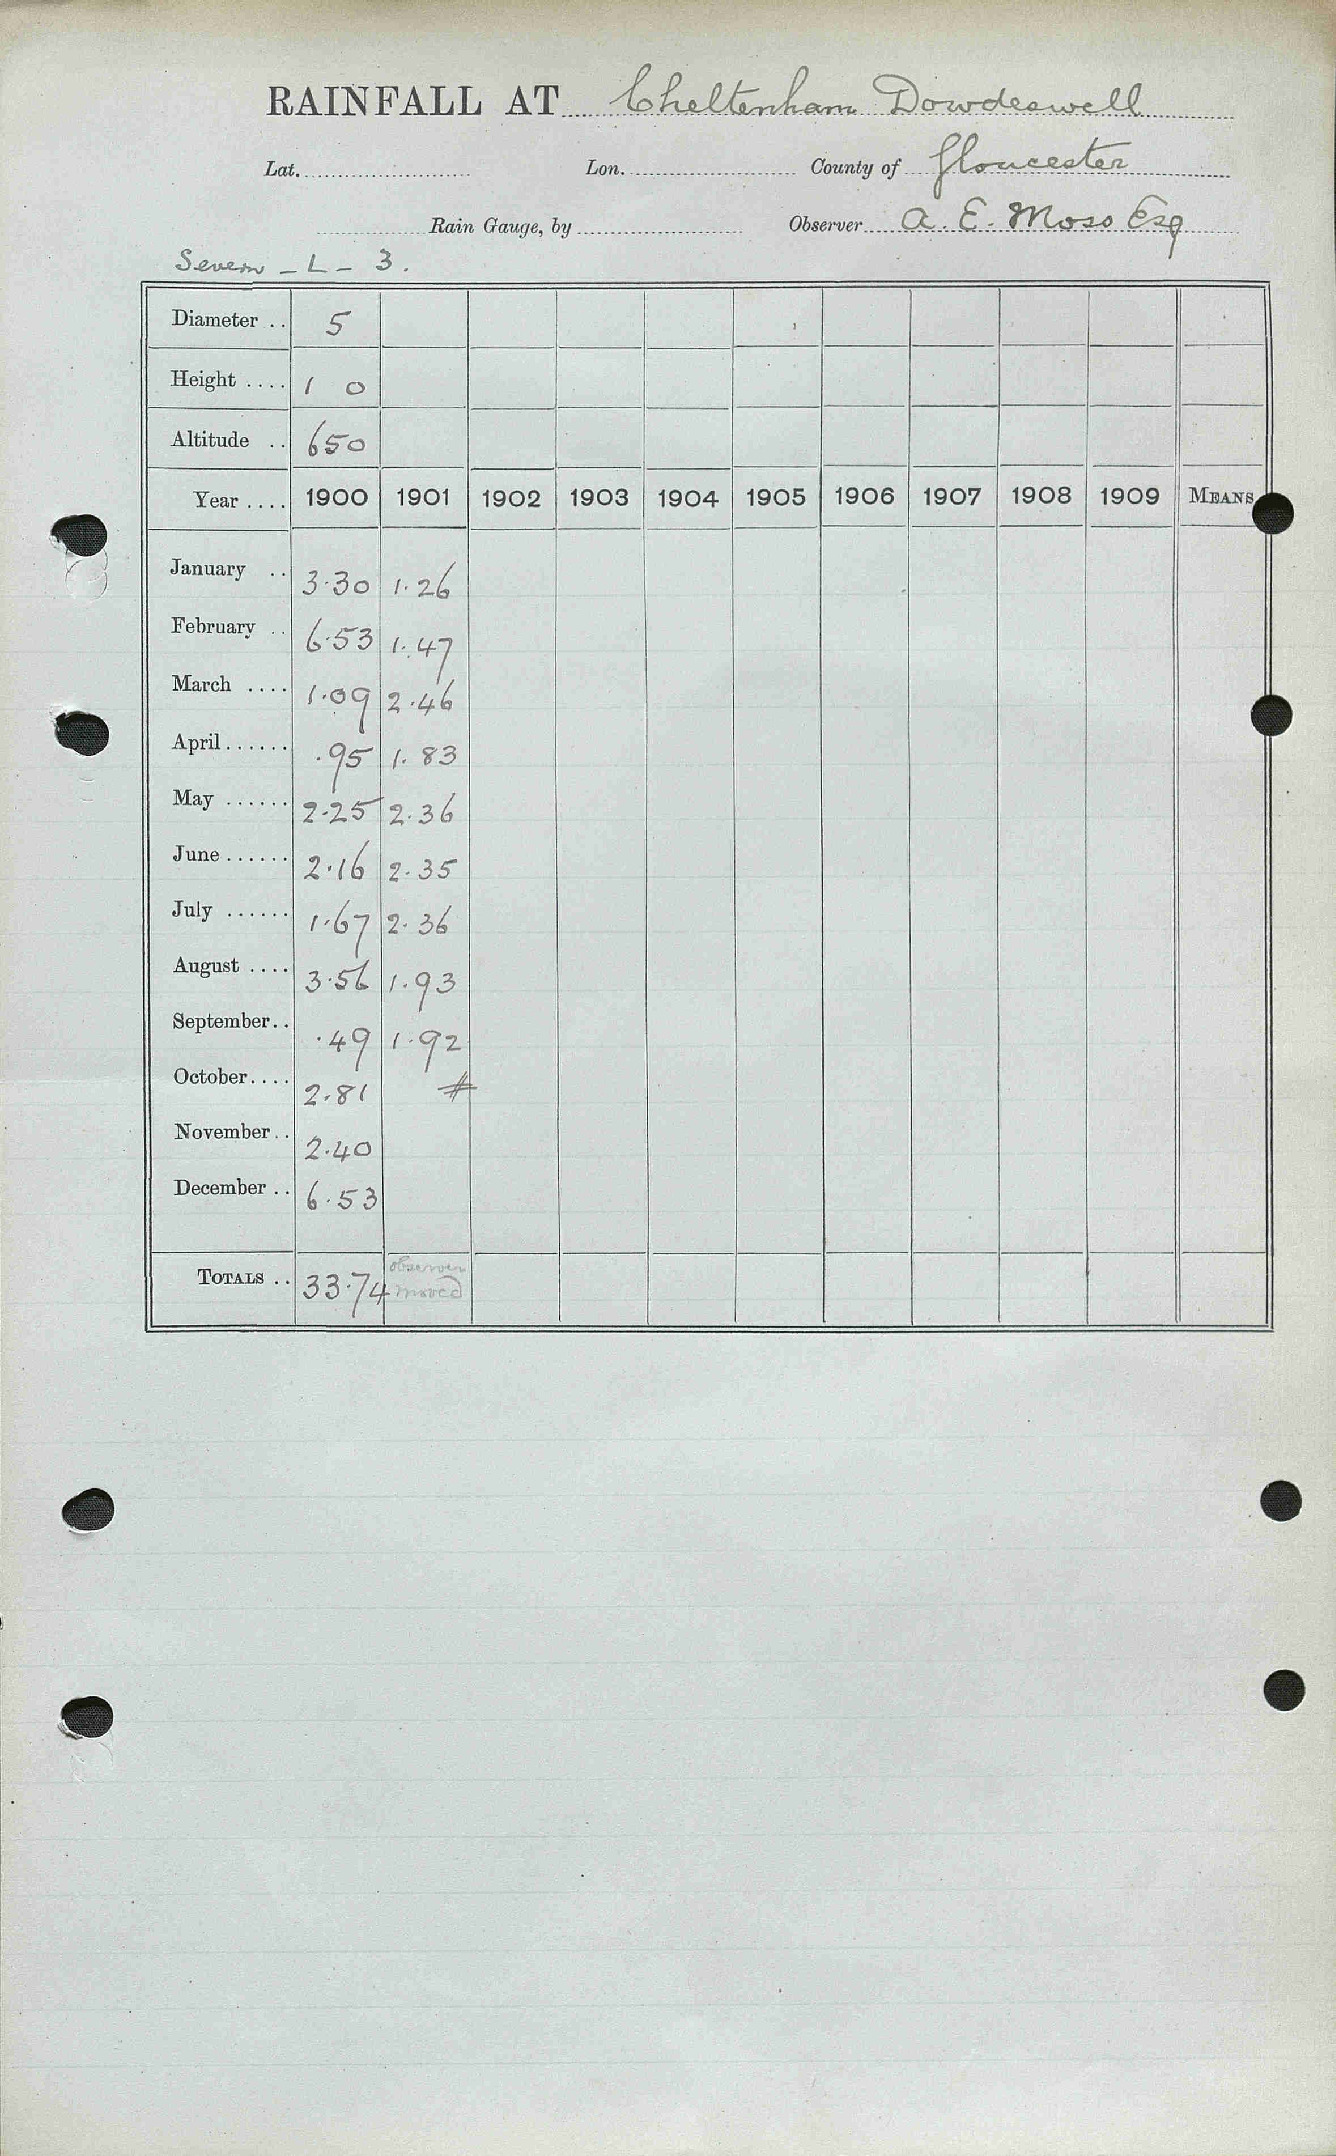 RAINFALL AT Cheltenham Dowdeswell
Lat. Lon. County of Gloucester
Rain Gauge, by Observer A. E. Moss Esq
Severn - L - 3.
Diameter .. 5
Height .... 1 0
Altitude .. 650
Year .... 1900 1901 1902 1903 1904 1905 1906 1907 1908 1909 MEANS
January .. 3.30 1.26
February .. 6.53 1.47
March .... 1.09 2.46
April...... .95 1.83
May ...... 2.25 2.36
June...... 2.16 2.35
July ...... 1.67 2.36
August .... 3.56 1.93
September.. .49 1.92
October.... 2.81 #
November.. 2.40
December .. 6.53
TOTALS .. 33.74 observer moved